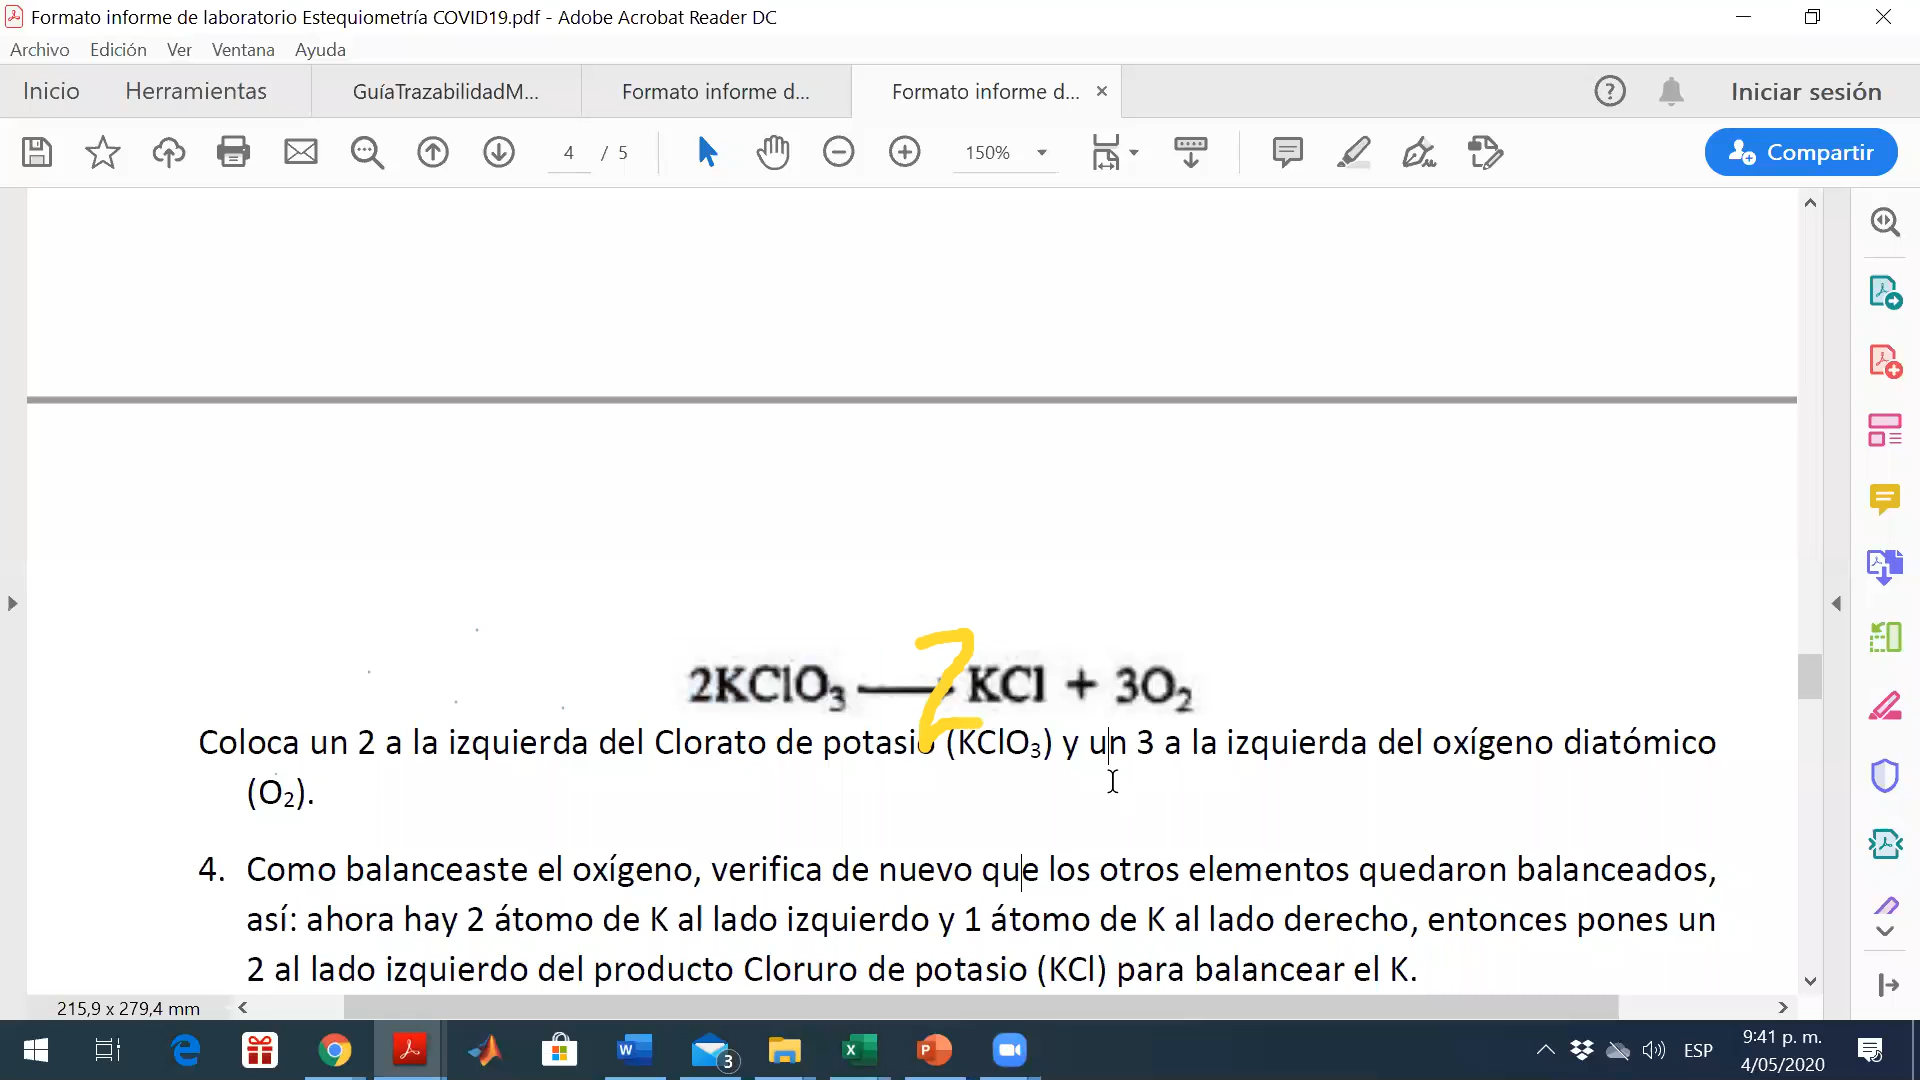 Formato informe de laboratorio Estequiometría COVID19.pdf - Adobe Acrobat Reader DC
Archivo Edición Ver Ventana Ayuda
Inicio Herramientas GuíaTrazabilidadM... Formato informe d... Formato informe d... × ? Iniciar sesión
4 / 5 150% Compartir
2KClO₃ → 2 KCl + 3O₂
Coloca un 2 a la izquierda del Clorato de potasio (KClO₃) y un 3 a la izquierda del oxígeno diatómico
(O₂).
4. Como balanceaste el oxígeno, verifica de nuevo que los otros elementos quedaron balanceados,
así: ahora hay 2 átomo de K al lado izquierdo y 1 átomo de K al lado derecho, entonces pones un
2 al lado izquierdo del producto Cloruro de potasio (KCl) para balancear el K.
215,9 x 279,4 mm
3 ESP 9:41 p. m.
4/05/2020